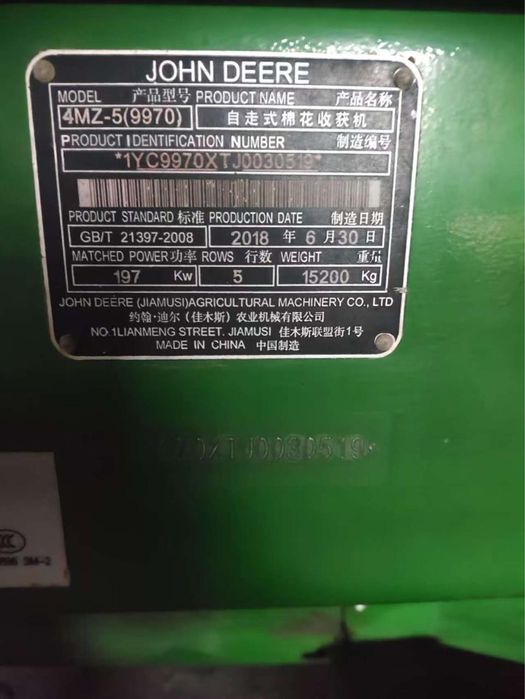 JOHN DEERE
MODEL 产品型号 PRODUCT NAME 产品名称
4MZ-5(9970) 自走式棉花收获机
PRODUCT IDENTIFICATION NUMBER 制造编号
*1YC9970XTJ0030519*
PRODUCT STANDARD 标准 PRODUCTION DATE 制造日期
GB/T 21397-2008 2018 年 6 月 30 日
MATCHED POWER 功率 ROWS 行数 WEIGHT 重量
197 Kw 5 15200 Kg
JOHN DEERE (JIAMUSI)AGRICULTURAL MACHINERY CO., LTD
约翰·迪尔 (佳木斯) 农业机械有限公司
NO.1LIANMENG STREET. JIAMUSI 佳木斯联盟街1号
MADE IN CHINA 中国制造
70XTJ0030519*